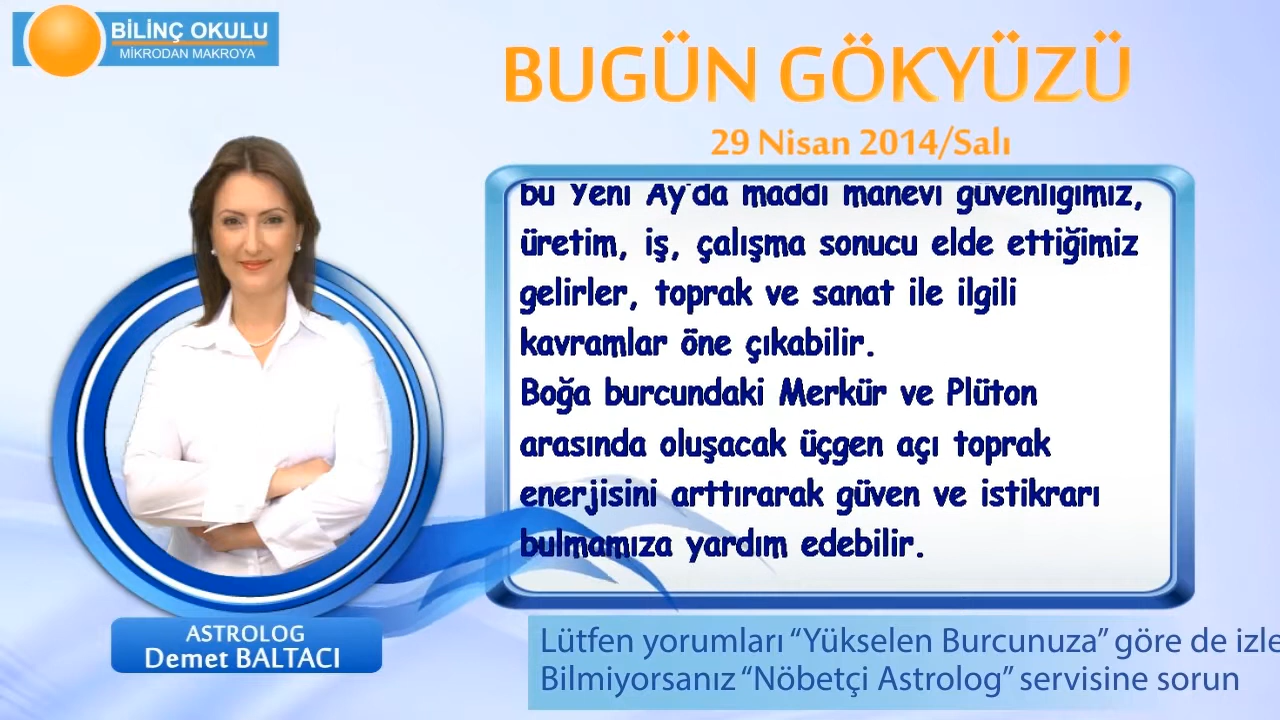 BİLİNÇ OKULU
MİKRODAN MAKROYA
BUGÜN GÖKYÜZÜ
29 Nisan 2014/Salı
bu Yeni Ay'da maddi manevi güvenliğimiz,
üretim, iş, çalışma sonucu elde ettiğimiz
gelirler, toprak ve sanat ile ilgili
kavramlar öne çıkabilir.
Boğa burcundaki Merkür ve Plüton
arasında oluşacak üçgen açı toprak
enerjisini arttırarak güven ve istikrarı
bulmamıza yardım edebilir.
ASTROLOG
Demet BALTACI
Lütfen yorumları “Yükselen Burcunuza” göre de izle
Bilmiyorsanız “Nöbetçi Astrolog” servisine sorun